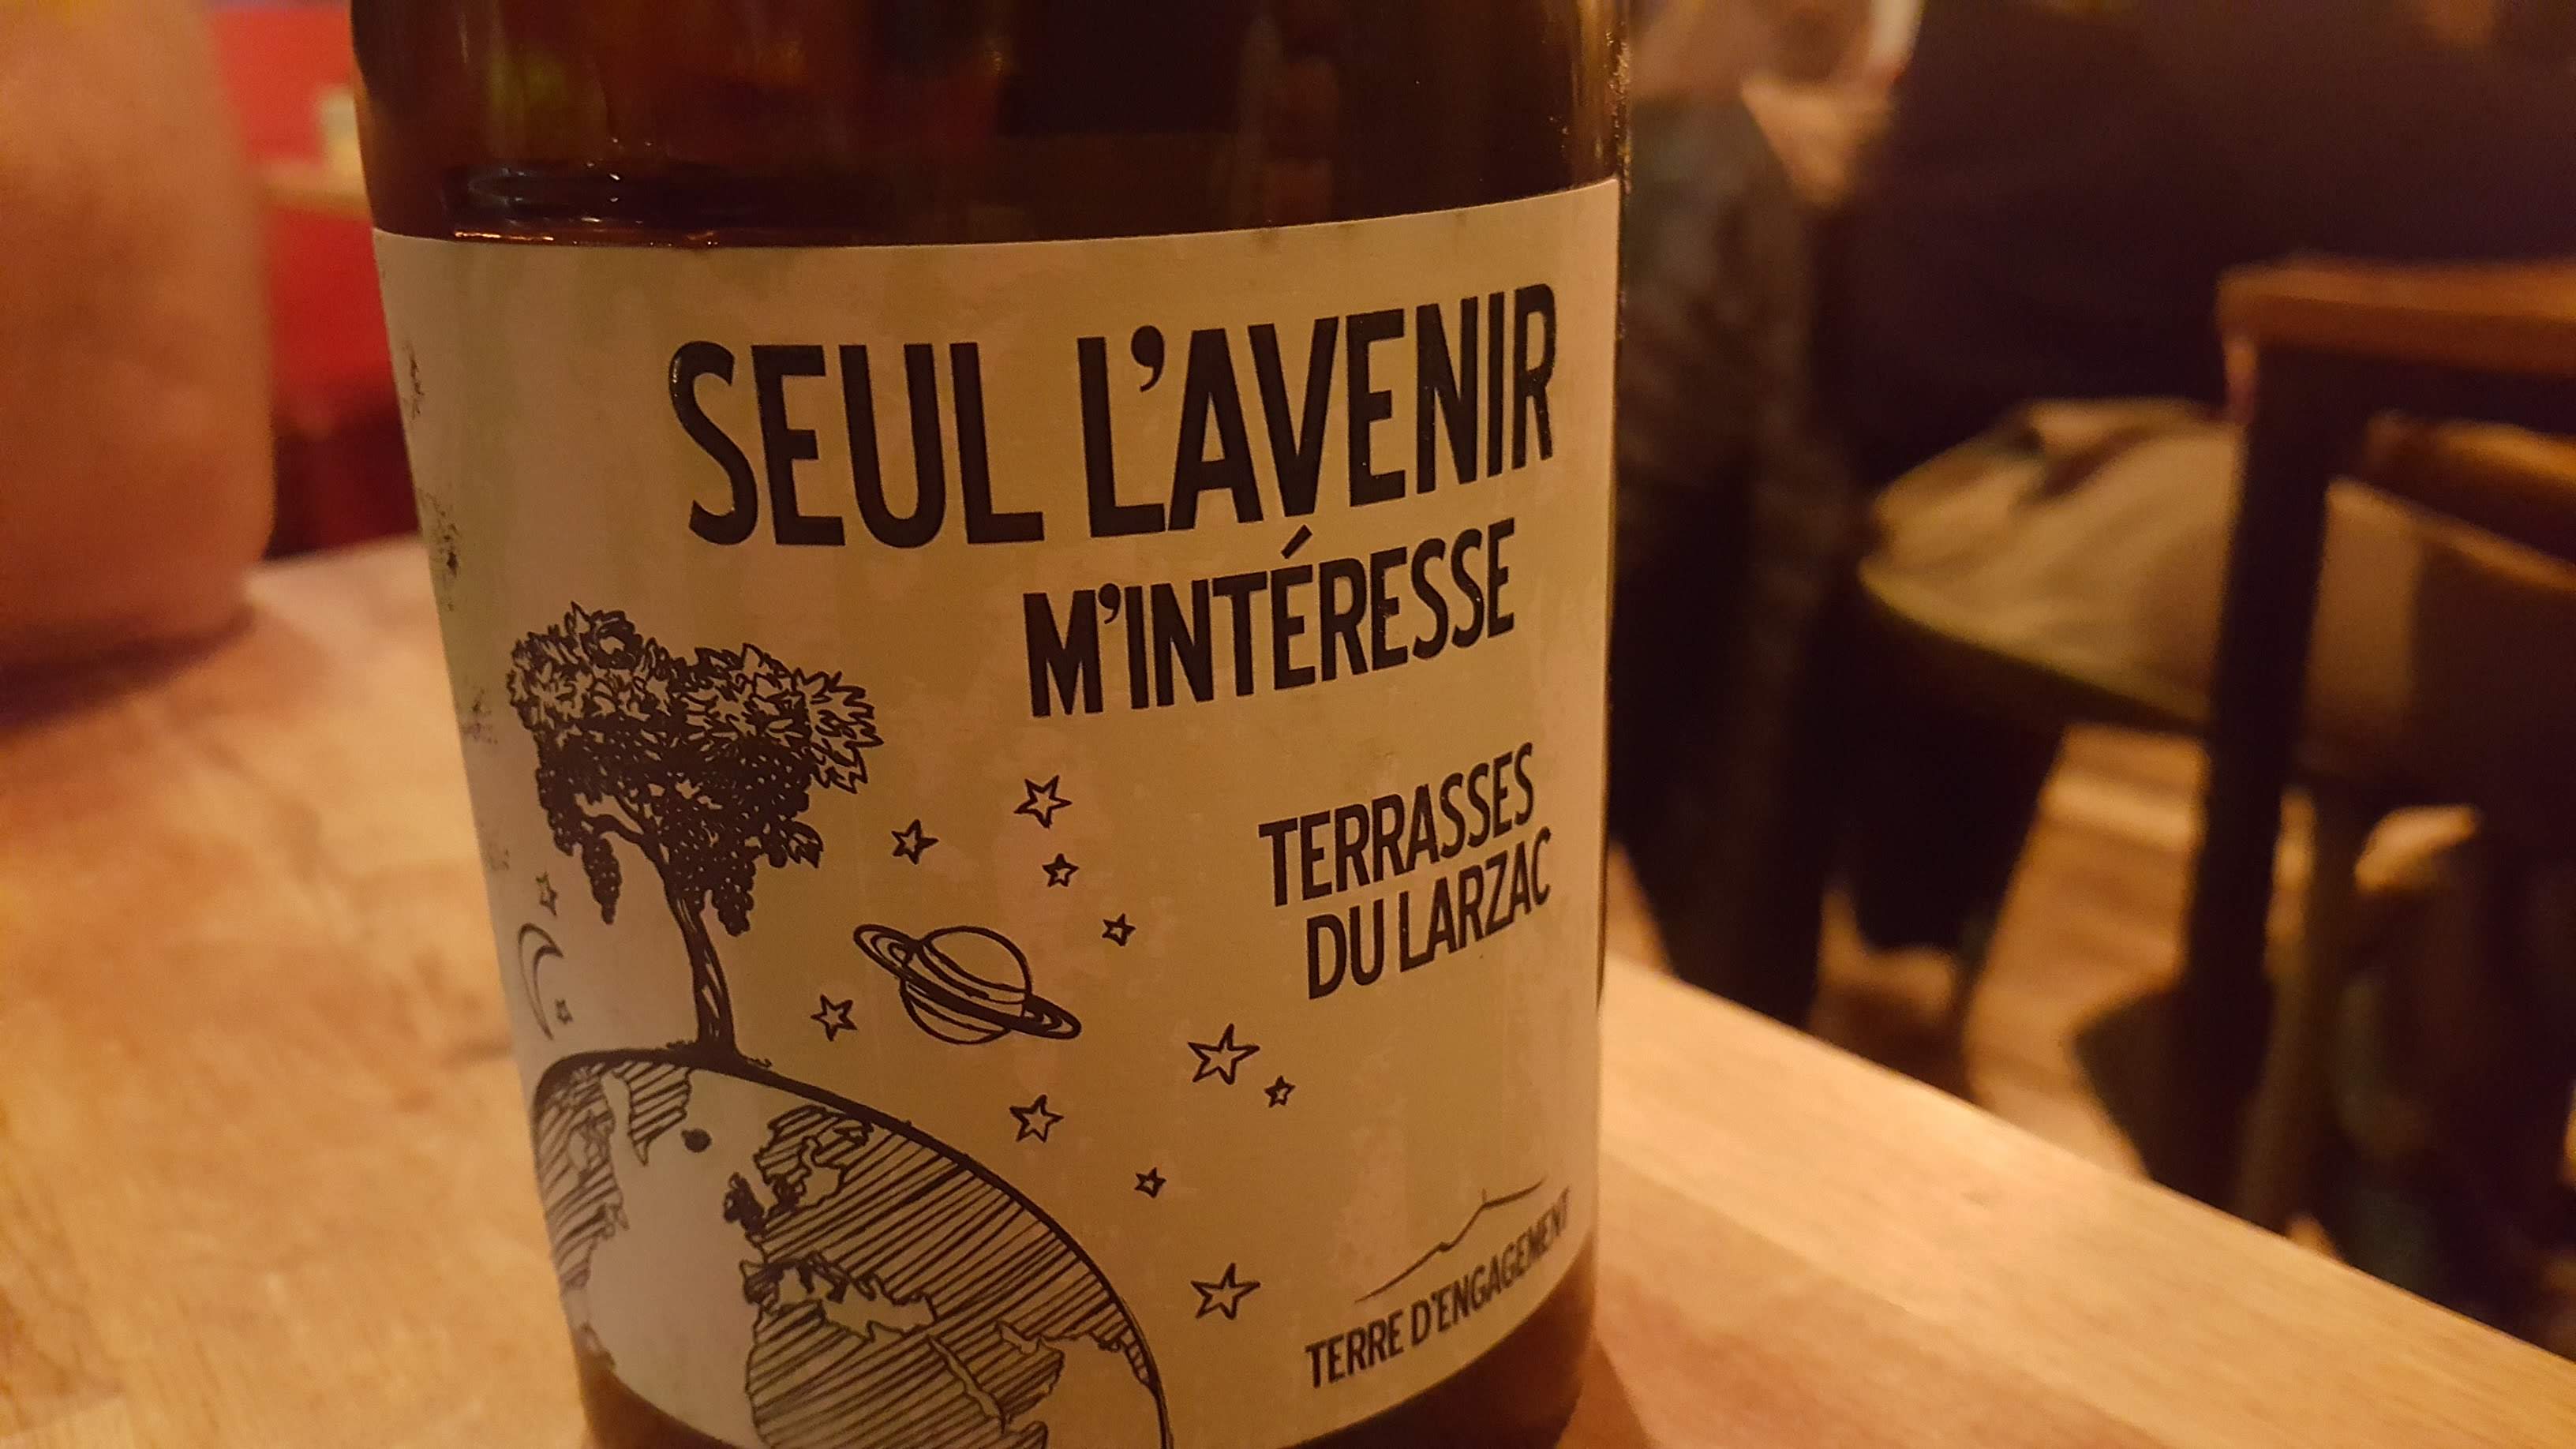 SEUL L'AVENIR
M'INTÉRESSE
TERRASSES
DU LARZAC
TERRE D'ENGAGEMENT